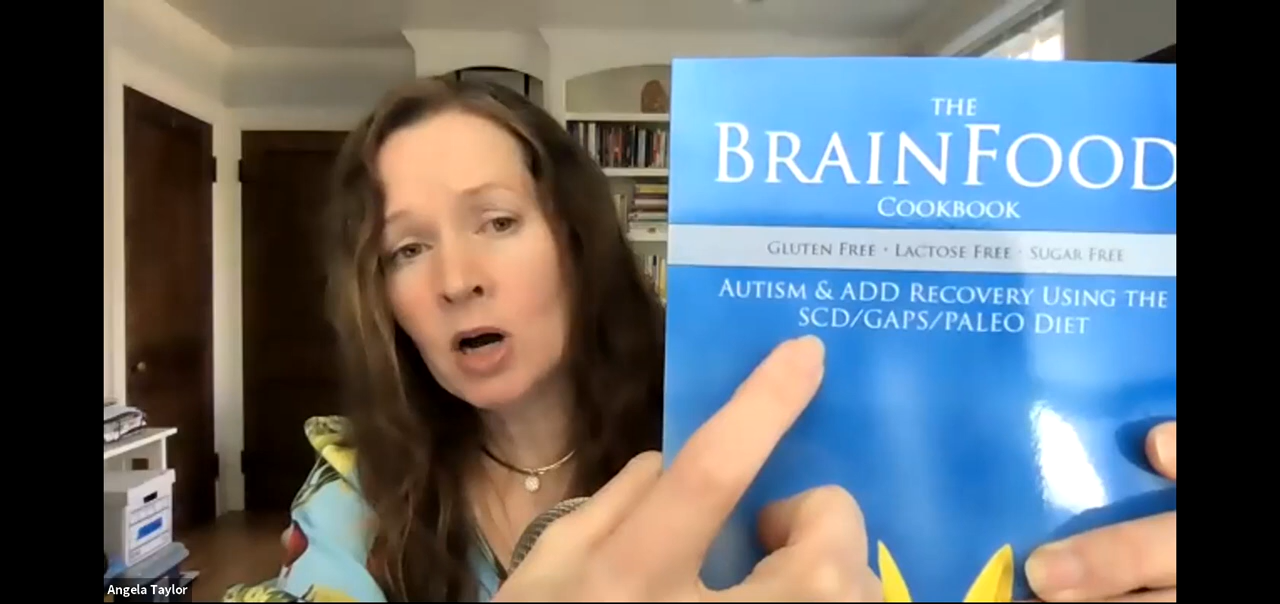 THE
BRAINFOOD
COOKBOOK
GLUTEN FREE • LACTOSE FREE • SUGAR FREE
AUTISM & ADD RECOVERY USING THE
SCD/GAPS/PALEO DIET
Angela Taylor